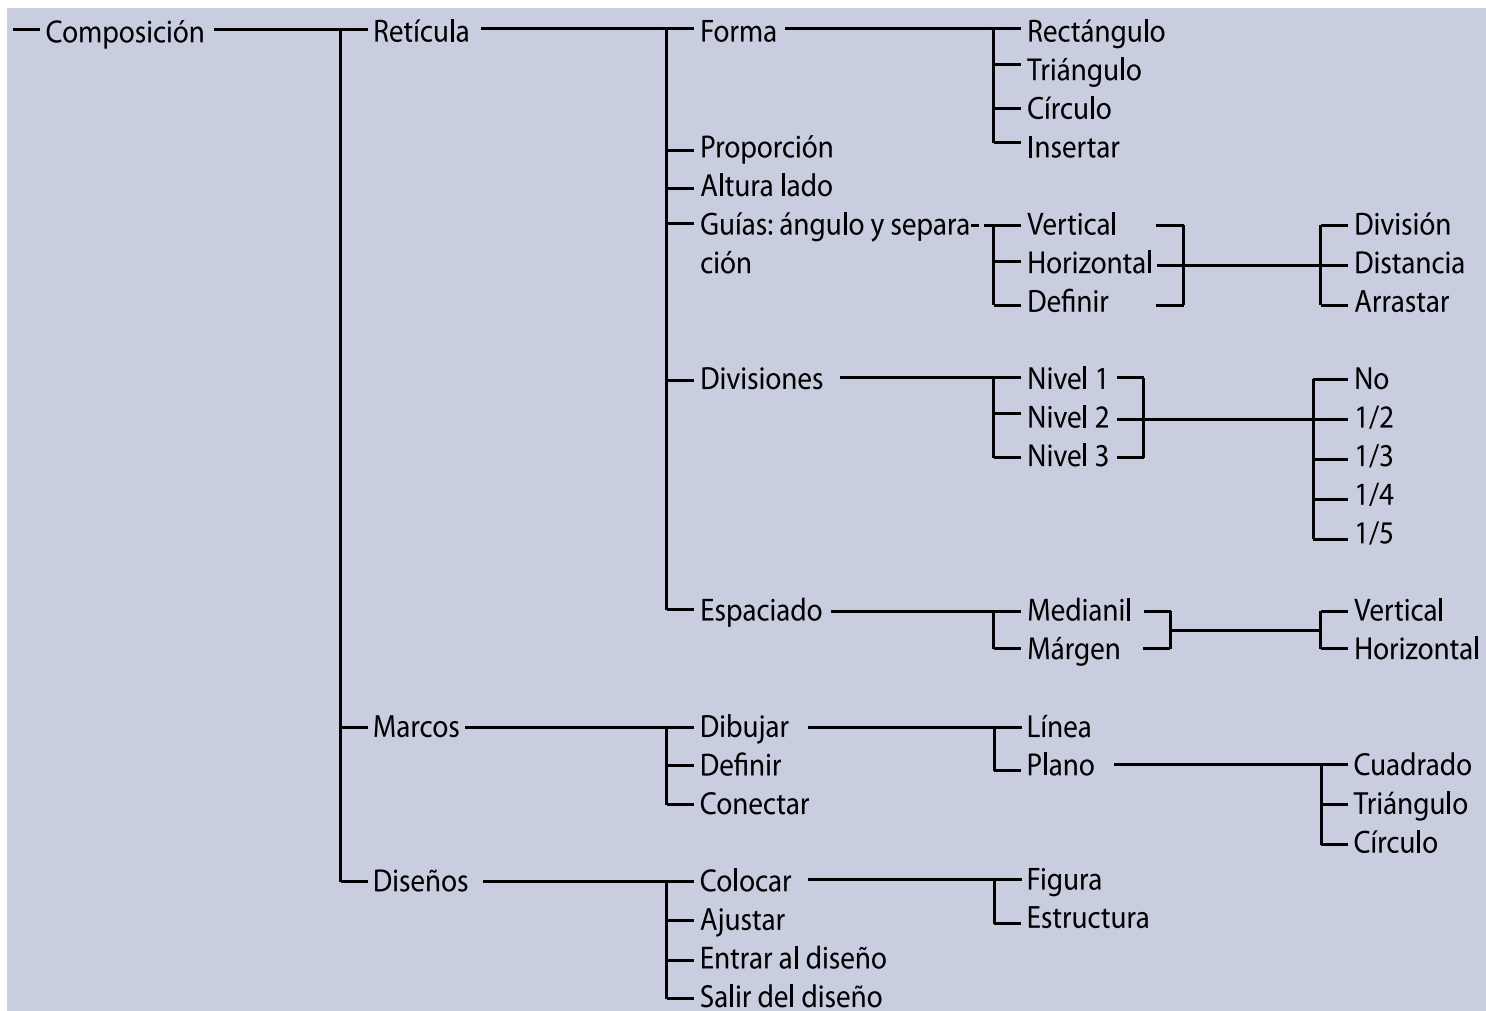 Composición
Retícula
Forma
Rectángulo
Triángulo
Círculo
Insertar
Proporción
Altura lado
Guías: ángulo y separa-
ción
Vertical
Horizontal
Definir
División
Distancia
Arrastar
Divisiones
Nivel 1
Nivel 2
Nivel 3
No
1/2
1/3
1/4
1/5
Espaciado
Medianil
Márgen
Vertical
Horizontal
Marcos
Dibujar
Definir
Conectar
Línea
Plano
Cuadrado
Triángulo
Círculo
Diseños
Colocar
Ajustar
Entrar al diseño
Salir del diseño
Figura
Estructura